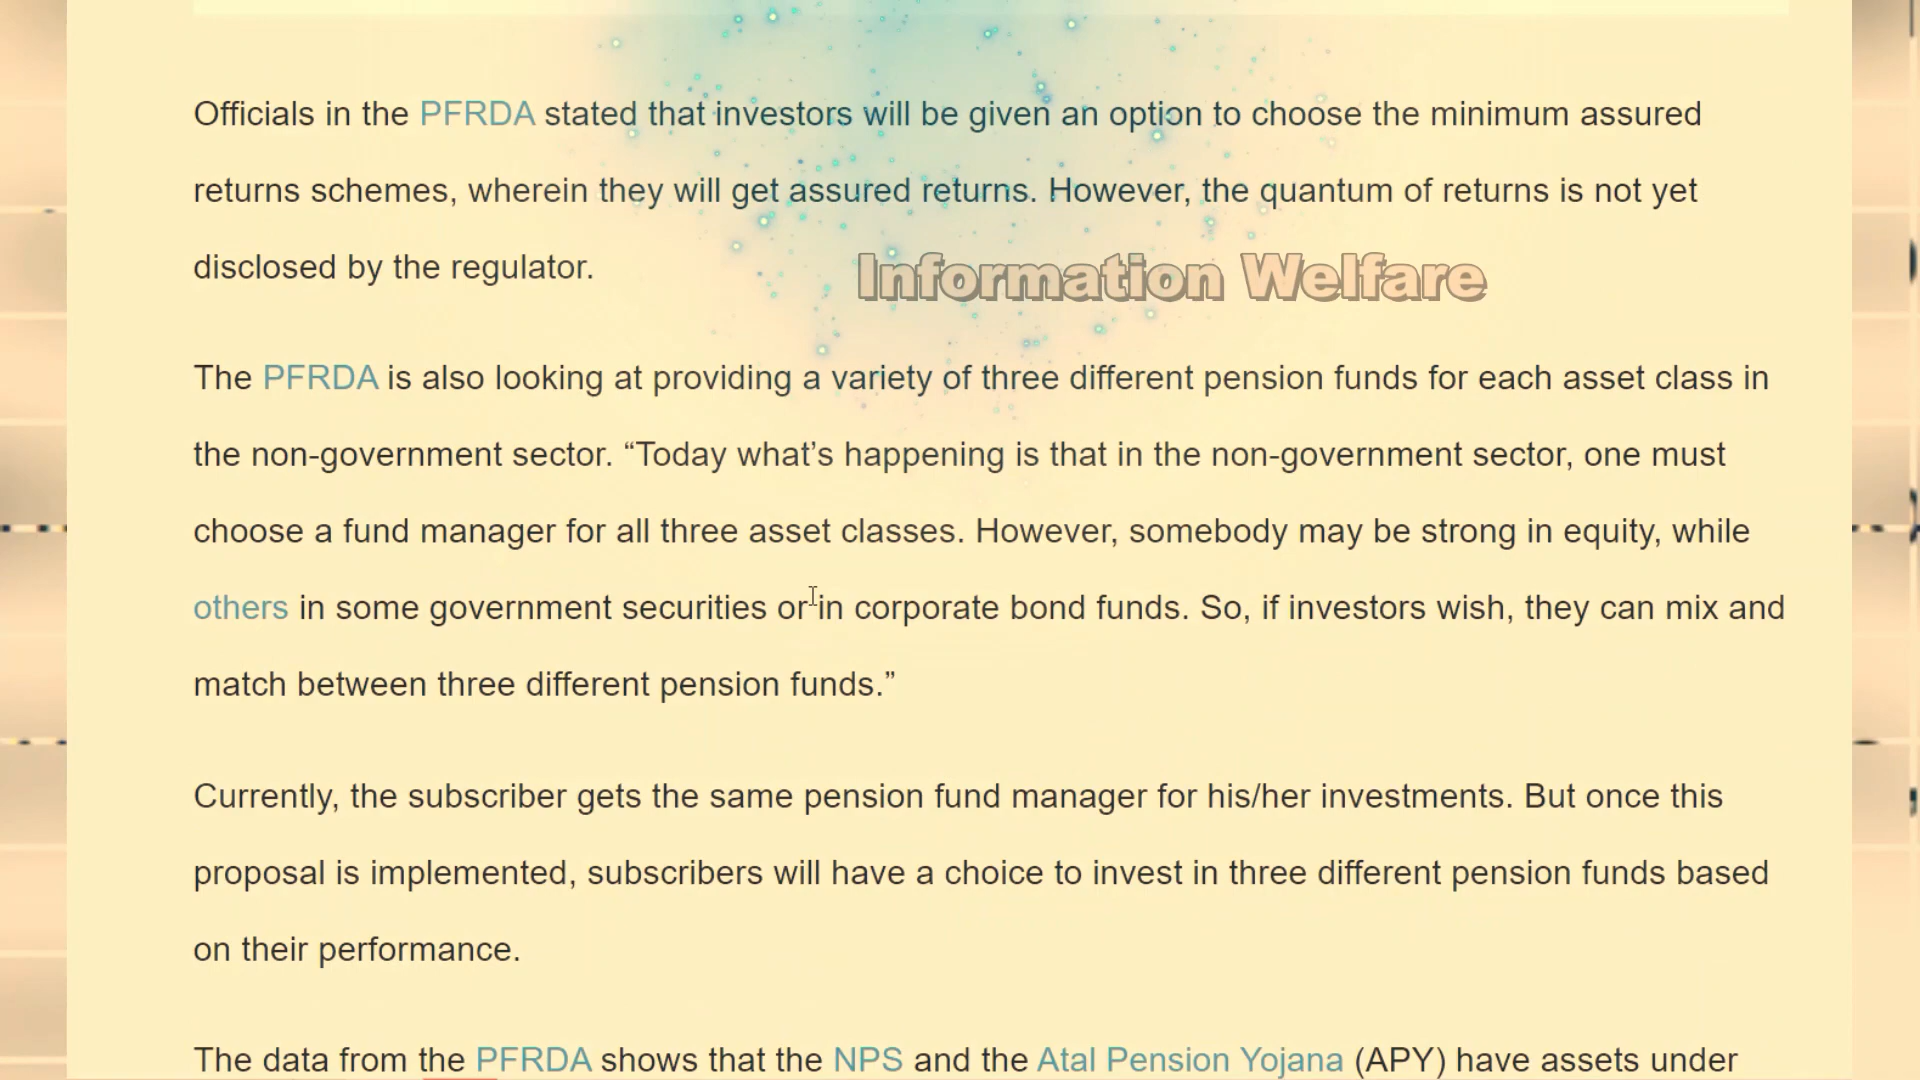 Officials in the PFRDA stated that investors will be given an option to choose the minimum assured
returns schemes, wherein they will get assured returns. However, the quantum of returns is not yet
disclosed by the regulator.
Information Welfare
The PFRDA is also looking at providing a variety of three different pension funds for each asset class in
the non-government sector. “Today what’s happening is that in the non-government sector, one must
choose a fund manager for all three asset classes. However, somebody may be strong in equity, while
others in some government securities or in corporate bond funds. So, if investors wish, they can mix and
match between three different pension funds.”
Currently, the subscriber gets the same pension fund manager for his/her investments. But once this
proposal is implemented, subscribers will have a choice to invest in three different pension funds based
on their performance.
The data from the PFRDA shows that the NPS and the Atal Pension Yojana (APY) have assets under